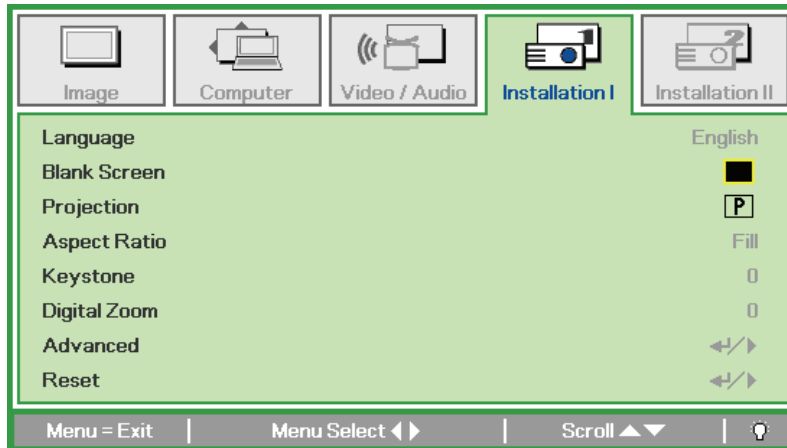 Image
Computer
Video / Audio
Installation I
Installation II
Language English
Blank Screen
Projection P
Aspect Ratio Fill
Keystone 0
Digital Zoom 0
Advanced
Reset
Menu = Exit Menu Select Scroll